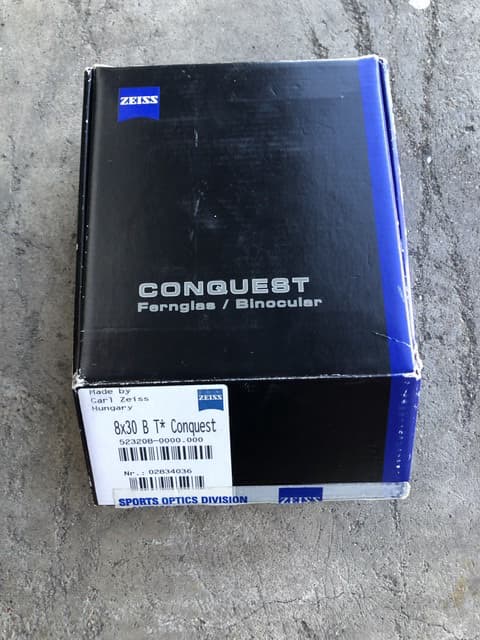 ZEISS
CONQUEST
Fernglas / Binocular
Made by
Carl Zeiss
Hungary
ZEISS
8x30 B T* Conquest
523208-0000.000
Nr.: 02834036
SPORTS OPTICS DIVISION
ZEISS